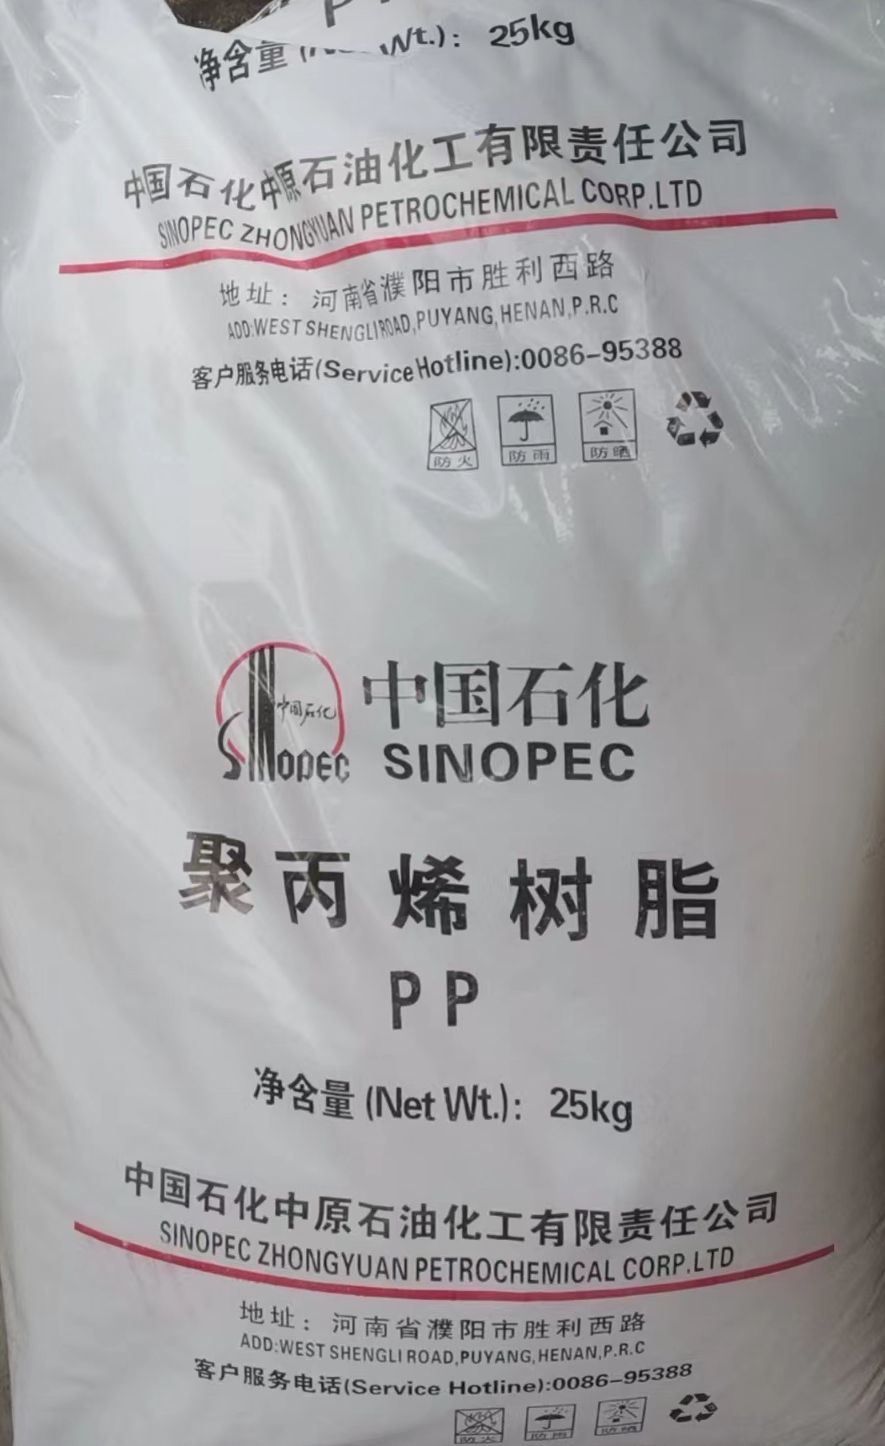 净含量 Wt.): 25kg
中国石化中原石油化工有限责任公司
SINOPEC ZHONGYUAN PETROCHEMICAL CORP.LTD
地址：河南省濮阳市胜利西路
ADD:WEST SHENGLI ROAD,PUYANG,HENAN,P.R.C
客户服务电话(Service Hotline):0086-95388
防火 防雨 防晒
中国石化
SINOPEC
中国石化
SINOPEC
聚丙烯树脂
PP
净含量(Net Wt.): 25kg
中国石化中原石油化工有限责任公司
SINOPEC ZHONGYUAN PETROCHEMICAL CORP.LTD
地址：河南省濮阳市胜利西路
ADD:WEST SHENGLI ROAD,PUYANG,HENAN,P.R.C
客户服务电话(Service Hotline):0086-95388
防火 防雨 防晒